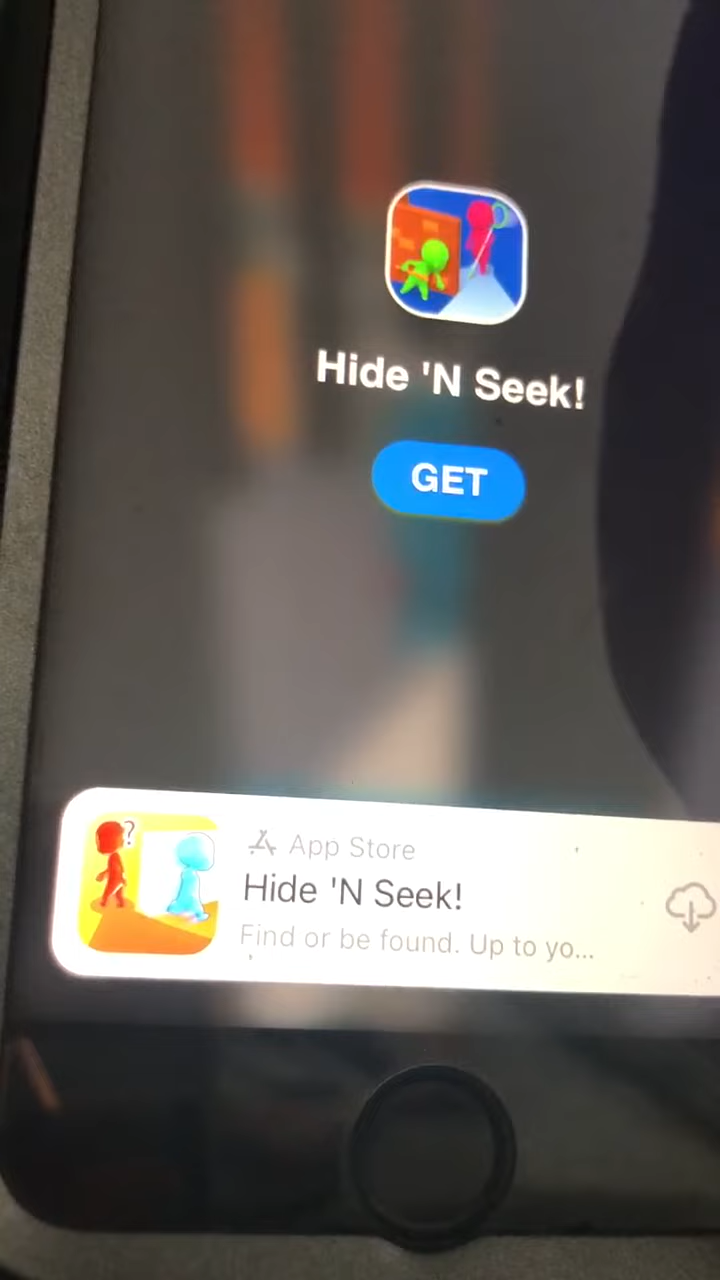 Hide 'N Seek!
GET
?
App Store
Hide 'N Seek!
Find or be found. Up to yo...